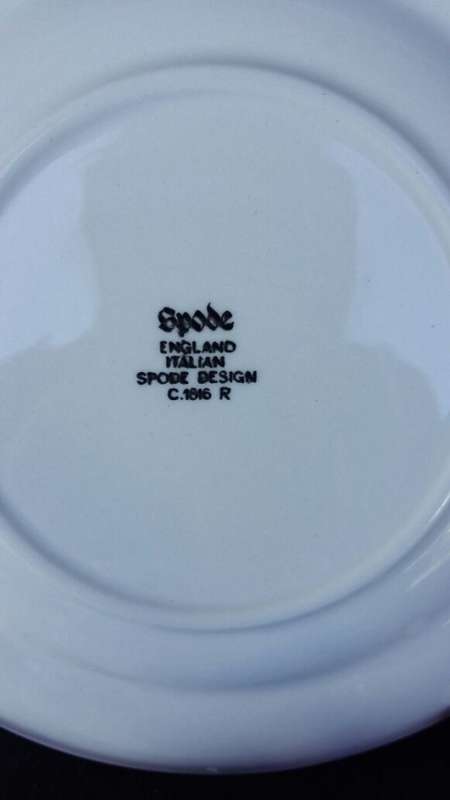 Spode
ENGLAND
ITALIAN
SPODE DESIGN
C.1816 R